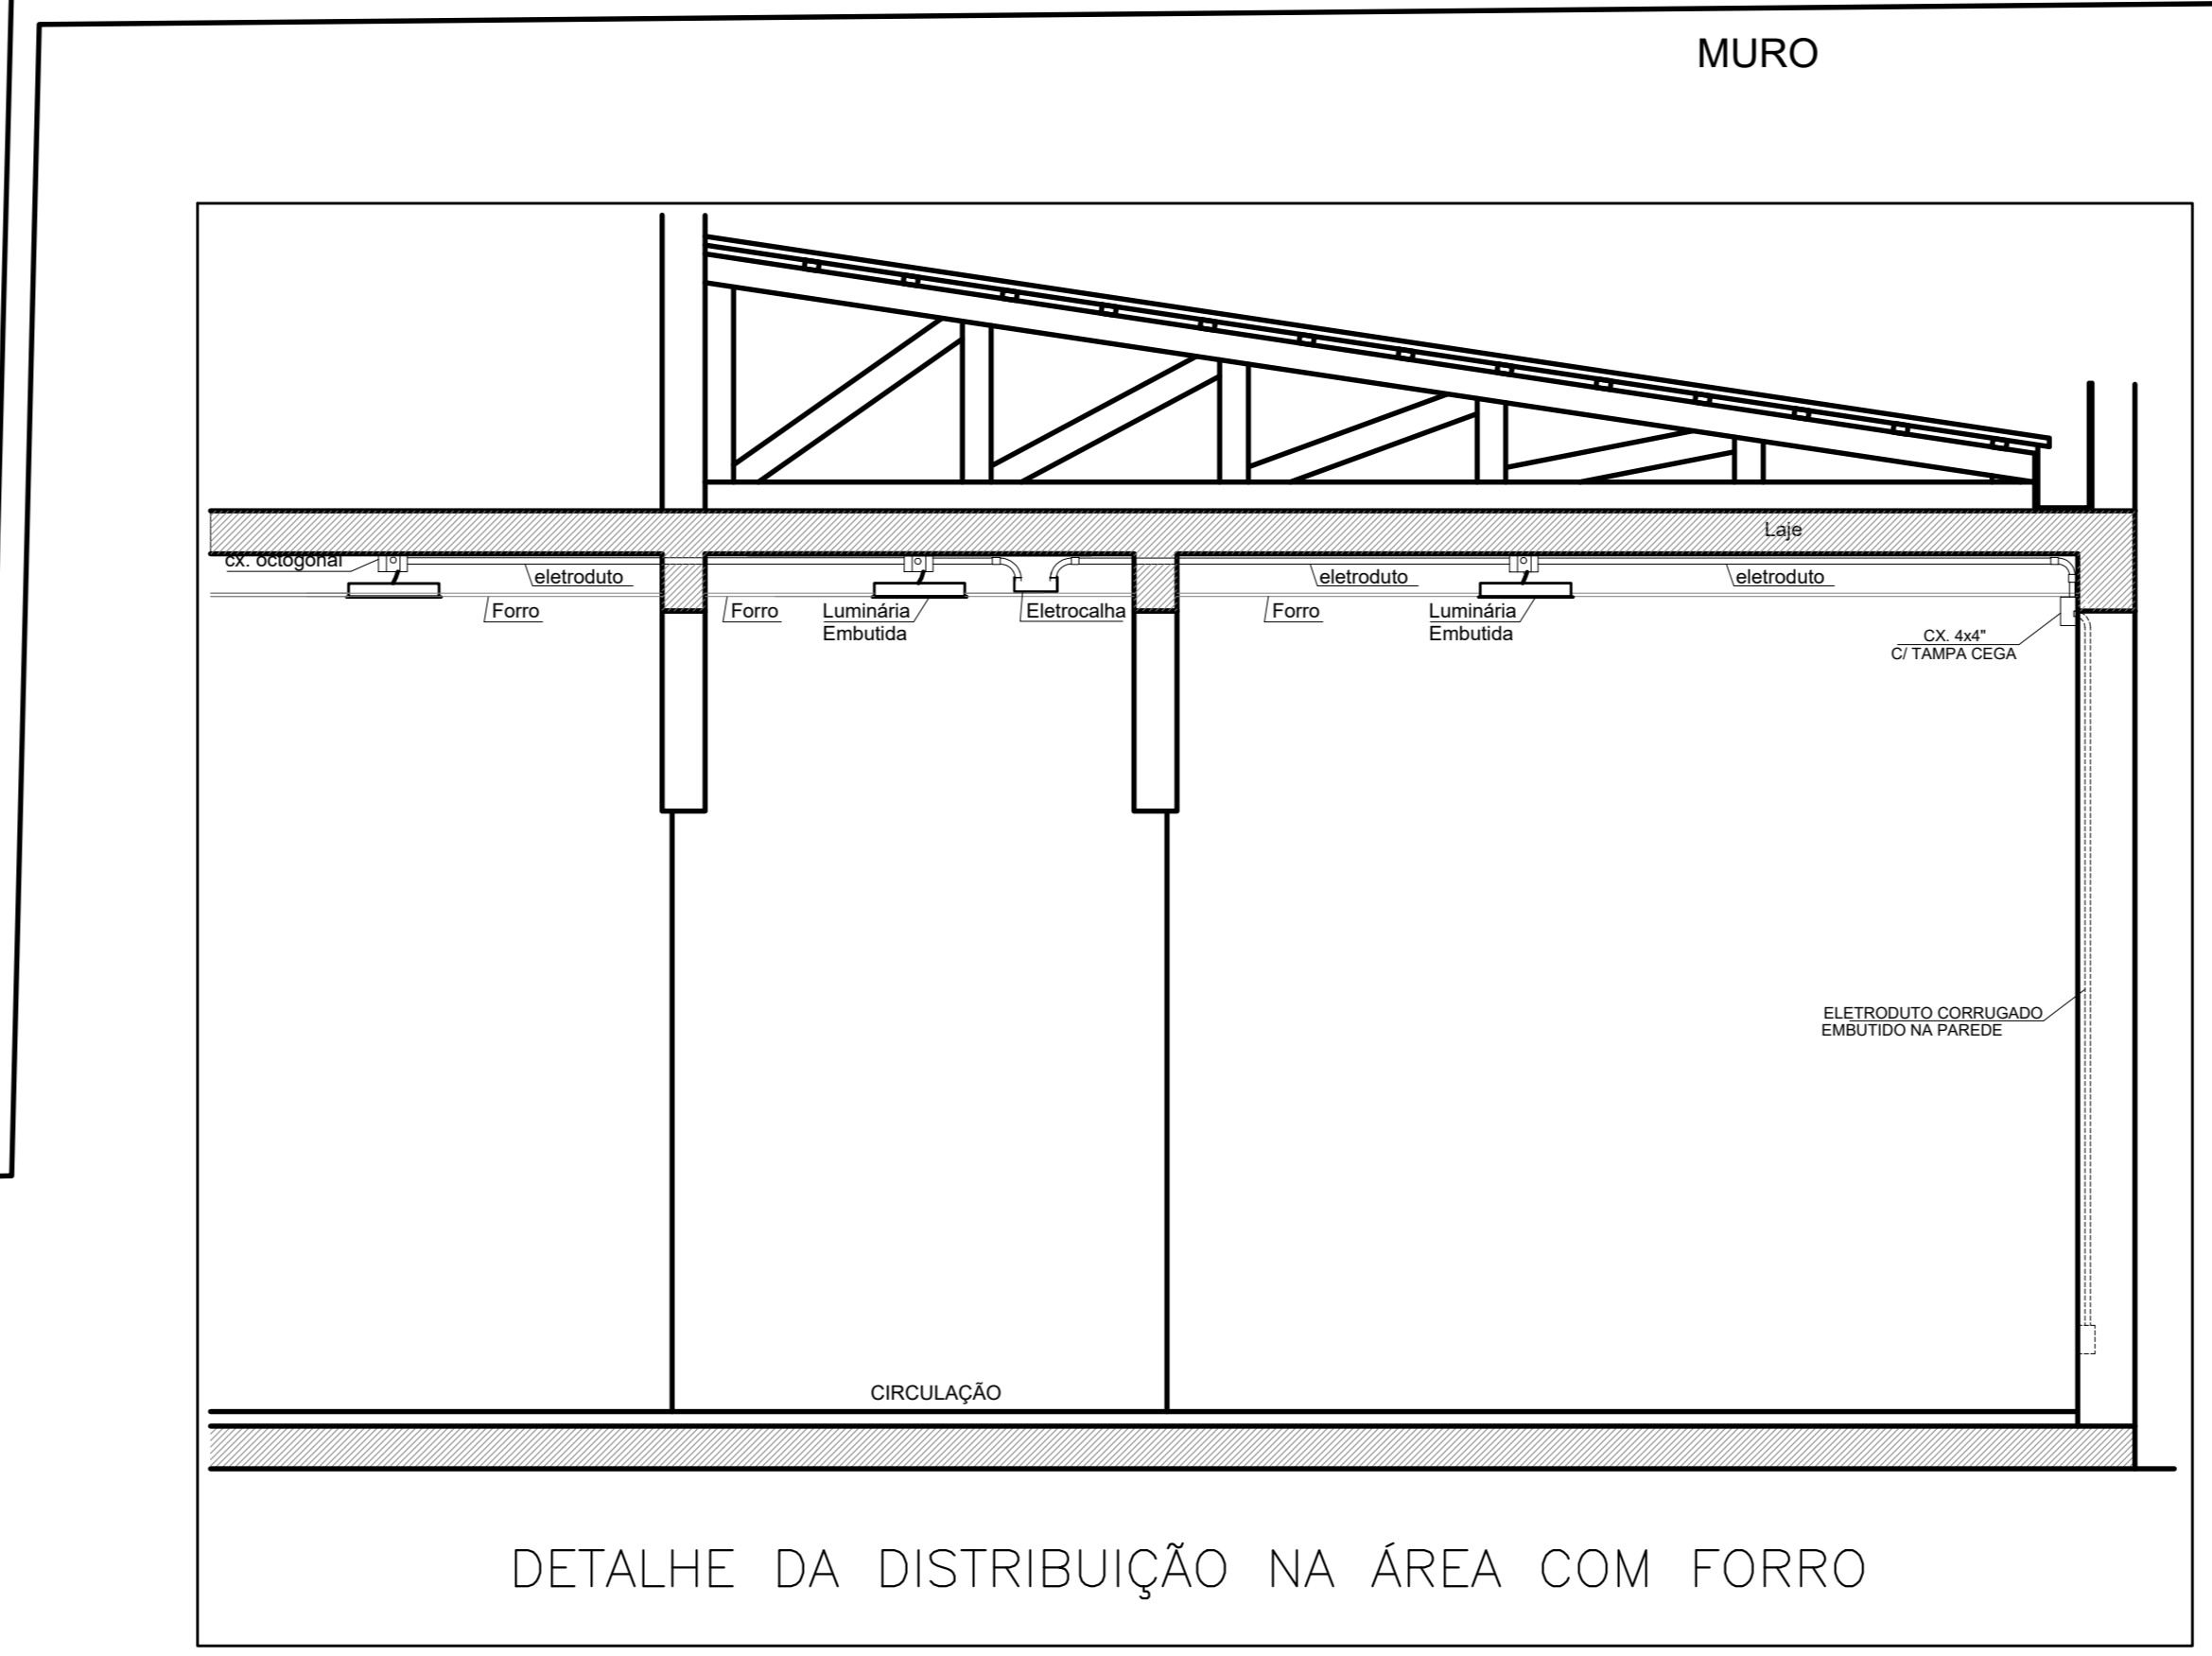 MURO
Laje
cx. octogonal
eletroduto
eletroduto
eletroduto
Forro
Forro
Luminária
Embutida
Eletrocalha
Forro
Luminária
Embutida
CX. 4x4"
C/ TAMPA CEGA
ELETRODUTO CORRUGADO
EMBUTIDO NA PAREDE
CIRCULAÇÃO
DETALHE DA DISTRIBUIÇÃO NA ÁREA COM FORRO